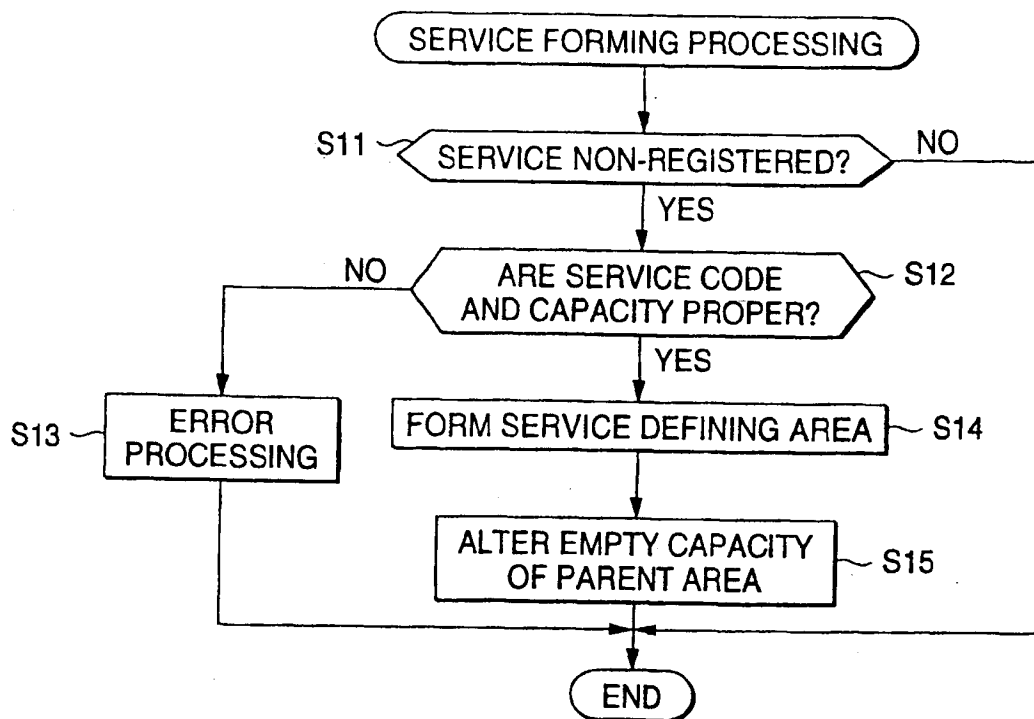 SERVICE FORMING PROCESSING
S11
SERVICE NON-REGISTERED?
NO
YES
NO
ARE SERVICE CODE
AND CAPACITY PROPER?
S12
YES
S13
ERROR
PROCESSING
FORM SERVICE DEFINING AREA
S14
ALTER EMPTY CAPACITY
OF PARENT AREA
S15
END